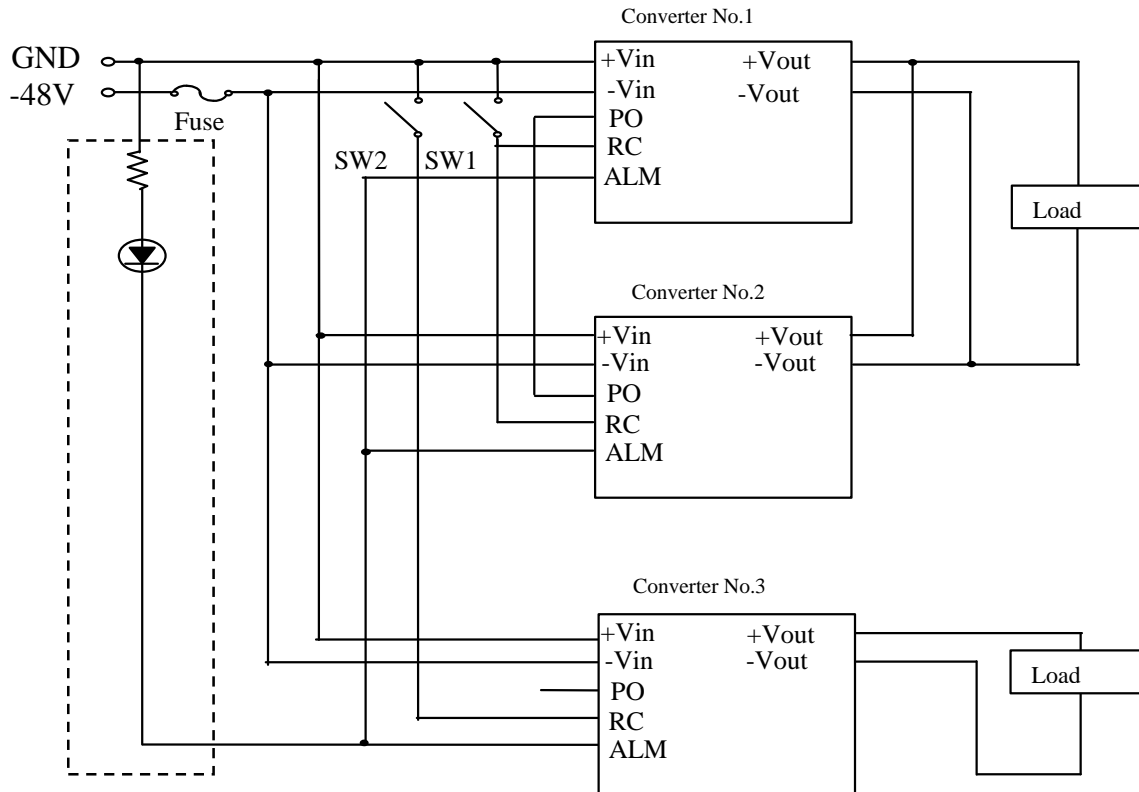 Converter No.1
GND
-48V
Fuse
SW2 SW1
+Vin +Vout
-Vin -Vout
PO
RC
ALM
Load
Converter No.2
+Vin +Vout
-Vin -Vout
PO
RC
ALM
Converter No.3
+Vin +Vout
-Vin -Vout
PO
RC
ALM
Load